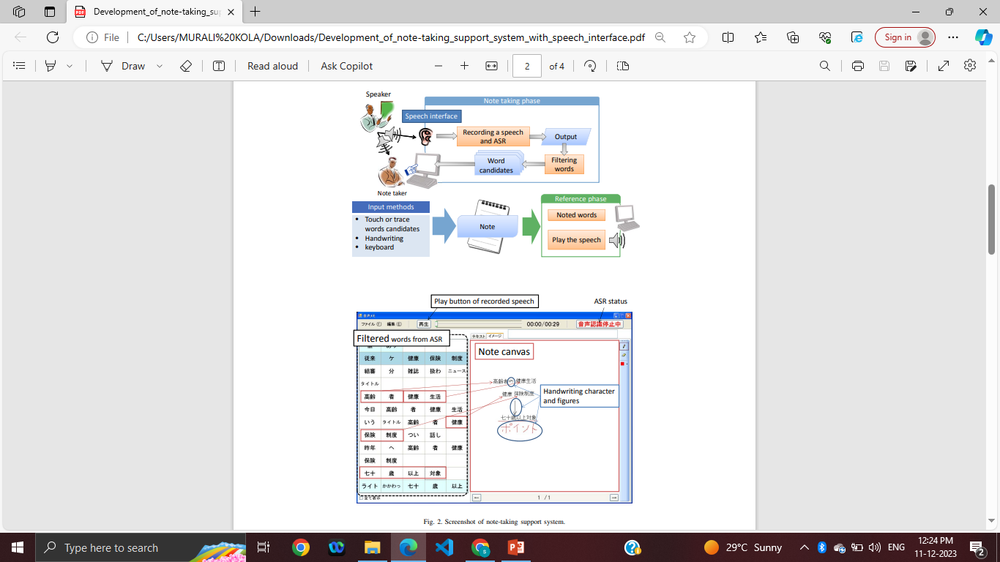 Development_of_note-taking_sup
File
C:/Users/MURALI%20KOLA/Downloads/Development_of_note-taking_support_system_with_speech_interface.pdf
Sign in
Draw
Read aloud
Ask Copilot
2
of 4
Speaker
Note taking phase
Speech interface
Recording a speech
and ASR
Output
Word
candidates
Filtering
words
Note taker
Input methods
• Touch or trace
words candidates
• Handwriting
• keyboard
Note
Reference phase
Noted words
Play the speech
Play button of recorded speech
ASR status
ファイル(F) 編集(E) 再生 00:00/00:29 音声認識停止中
Filtered words from ASR
テキスト イメージ
Note canvas
従来 ケ 健康 保険 制度
結審 分 雑誌 扱わ ニュース
タイトル
高齢 者 健康 生活
今日 高齢 者 健康 生活
いう タイトル 高齢 者 健康
保険 制度 つい 話し
昨年 へ 高齢 者 健康
保険 制度
七十 歳 以上 対象
ライト かかわっ 七十 歳 以上
全て表示
高齢者の健康生活
健康 保険制度
七十歳以上対象
ポイント
Handwriting character
and figures
1 /1
Fig. 2. Screenshot of note-taking support system.
Type here to search
29°C Sunny
ENG
12:24 PM
11-12-2023
2